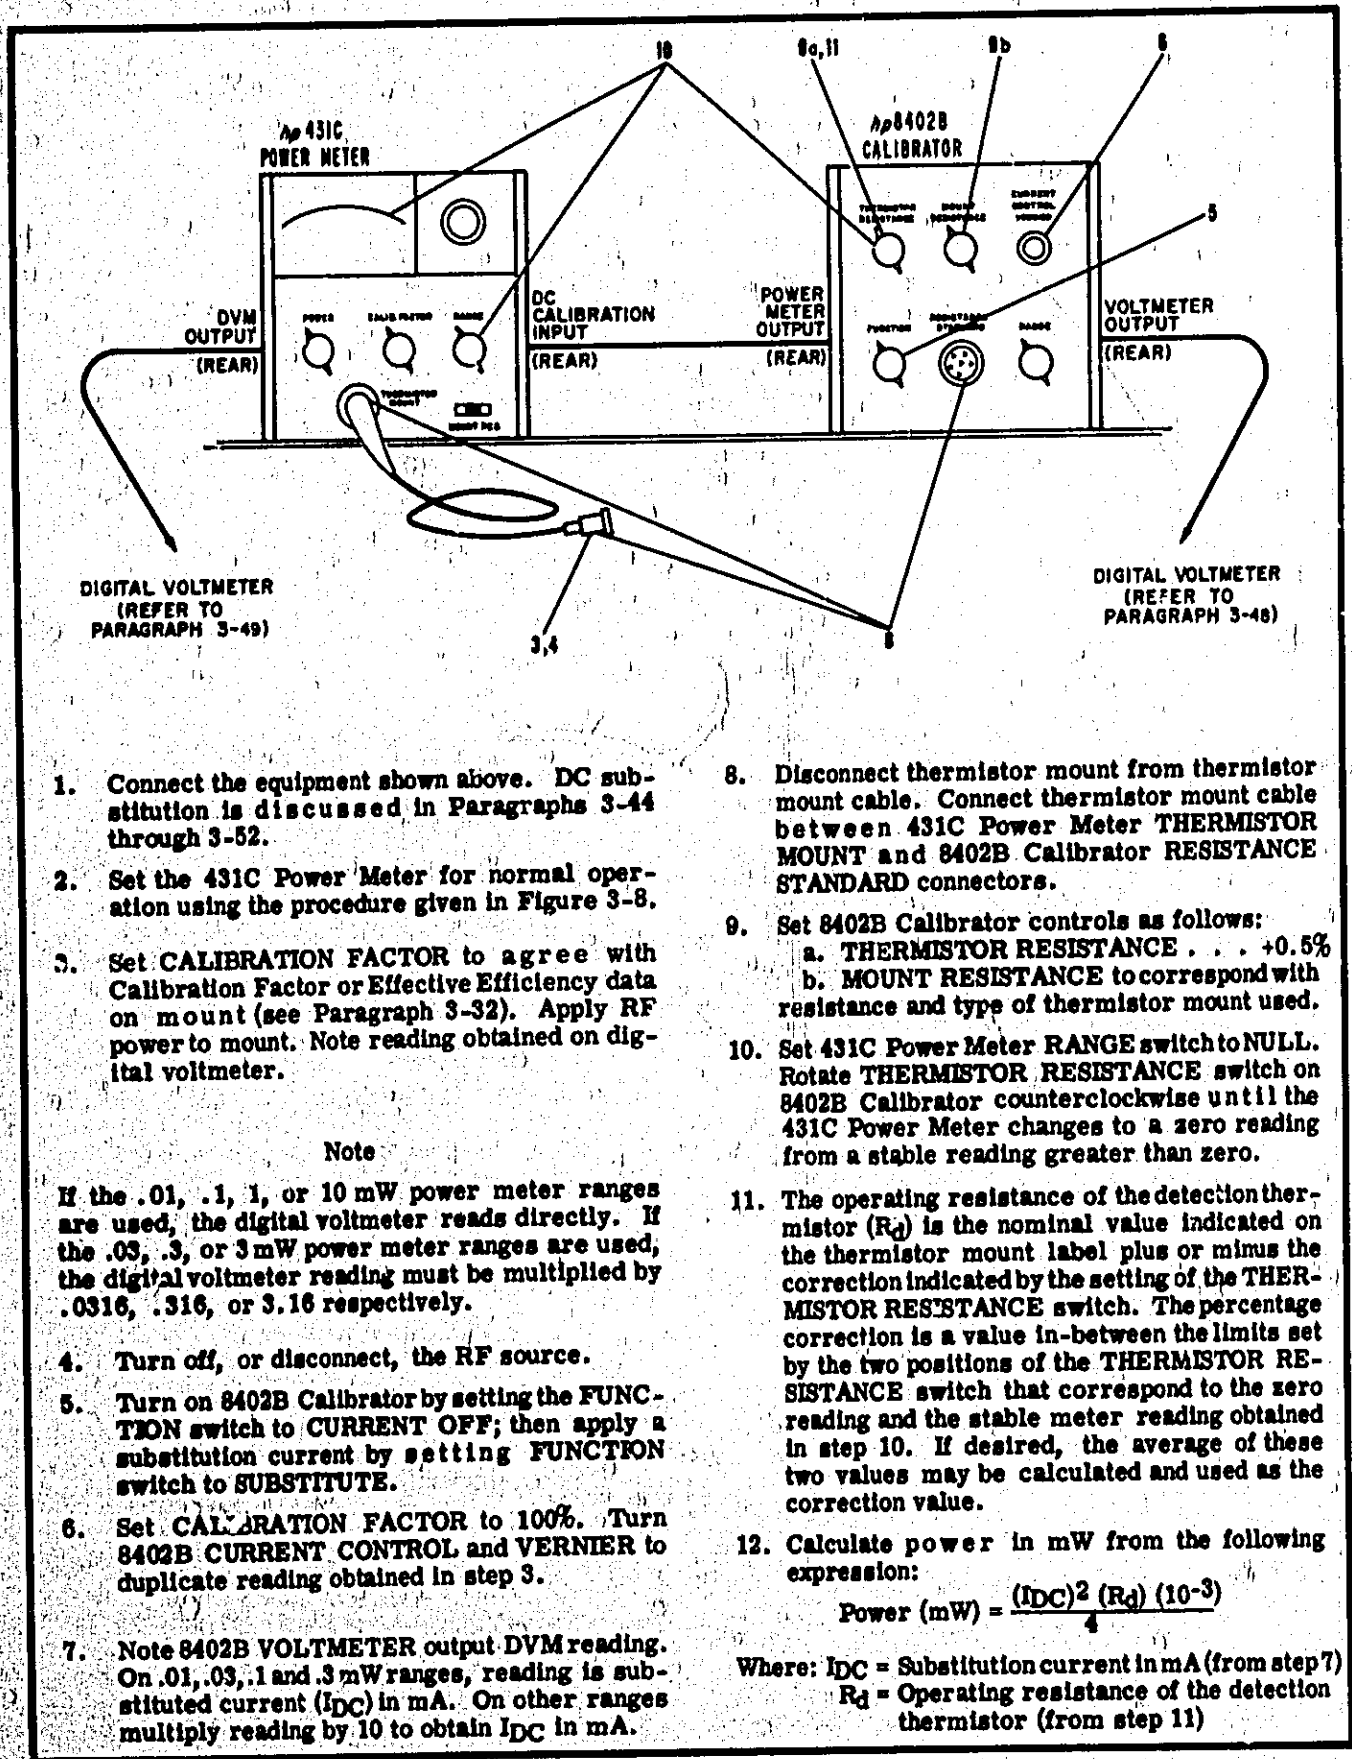 10
9a,11
9b
6
hp 431C
POWER METER
hp8402B
CALIBRATOR
THERMISTOR
RESISTANCE
MOUNT
RESISTANCE
CURRENT
CONTROL
VERNIER
5
DVM
OUTPUT
(REAR)
POWER
CALIB FACTOR
RANGE
DC
CALIBRATION
INPUT
(REAR)
POWER
METER
OUTPUT
(REAR)
FUNCTION
RESISTANCE
STANDARD
RANGE
VOLTMETER
OUTPUT
(REAR)
THERMISTOR
MOUNT
MOUNT RES
DIGITAL VOLTMETER
(REFER TO
PARAGRAPH 3-49)
3,4
8
DIGITAL VOLTMETER
(REFER TO
PARAGRAPH 3-48)
1. Connect the equipment shown above. DC sub-
stitution is discussed in Paragraphs 3-44
through 3-52.
2. Set the 431C Power Meter for normal oper-
ation using the procedure given in Figure 3-8.
3. Set CALIBRATION FACTOR to agree with
Calibration Factor or Effective Efficiency data
on mount (see Paragraph 3-32). Apply RF
power to mount. Note reading obtained on dig-
ital voltmeter.
Note
If the .01, .1, 1, or 10 mW power meter ranges
are used, the digital voltmeter reads directly. If
the .03, .3, or 3 mW power meter ranges are used,
the digital voltmeter reading must be multiplied by
.0316, .316, or 3.16 respectively.
4. Turn off, or disconnect, the RF source.
5. Turn on 8402B Calibrator by setting the FUNC-
TION switch to CURRENT OFF; then apply a
substitution current by setting FUNCTION
switch to SUBSTITUTE.
6. Set CALIBRATION FACTOR to 100%. Turn
8402B CURRENT CONTROL and VERNIER to
duplicate reading obtained in step 3.
7. Note 8402B VOLTMETER output DVM reading.
On .01, .03, .1 and .3 mW ranges, reading is sub-
stituted current (IDC) in mA. On other ranges
multiply reading by 10 to obtain IDC in mA.
8. Disconnect thermistor mount from thermistor
mount cable. Connect thermistor mount cable
between 431C Power Meter THERMISTOR
MOUNT and 8402B Calibrator RESISTANCE
STANDARD connectors.
9. Set 8402B Calibrator controls as follows:
a. THERMISTOR RESISTANCE . . . +0.5%
b. MOUNT RESISTANCE to correspond with
resistance and type of thermistor mount used.
10. Set 431C Power Meter RANGE switch to NULL.
Rotate THERMISTOR RESISTANCE switch on
8402B Calibrator counterclockwise until the
431C Power Meter changes to a zero reading
from a stable reading greater than zero.
11. The operating resistance of the detection ther-
mistor (Rd) is the nominal value indicated on
the thermistor mount label plus or minus the
correction indicated by the setting of the THER-
MISTOR RESISTANCE switch. The percentage
correction is a value in-between the limits set
by the two positions of the THERMISTOR RE-
SISTANCE switch that correspond to the zero
reading and the stable meter reading obtained
in step 10. If desired, the average of these
two values may be calculated and used as the
correction value.
12. Calculate power in mW from the following
expression:
Power (mW) = (IDC)² (Rd) (10⁻³) / 4
Where: IDC = Substitution current in mA (from step 7)
Rd = Operating resistance of the detection
thermistor (from step 11)